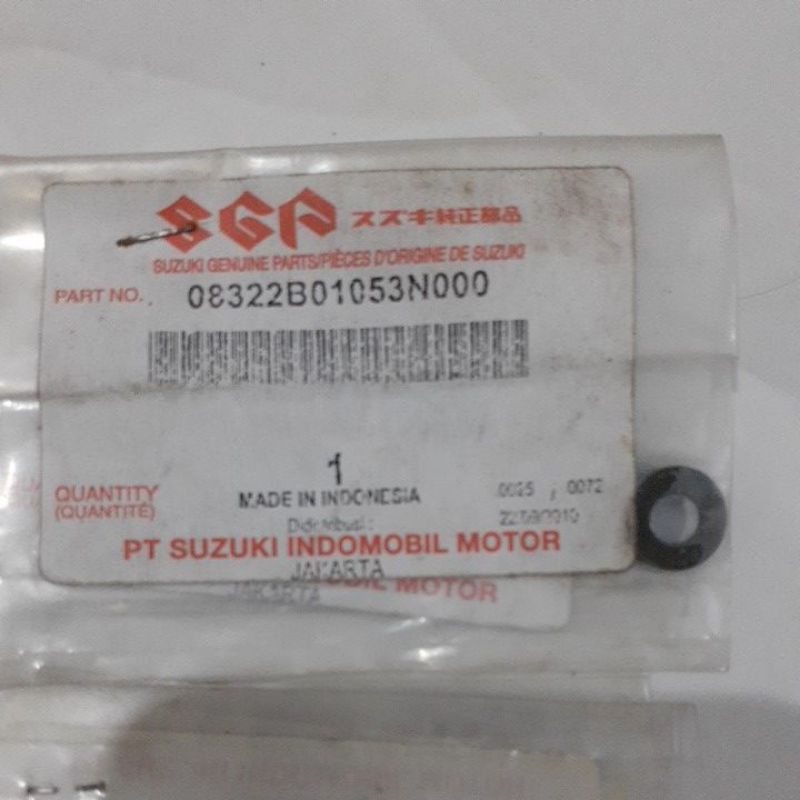 SGP スズキ純正部品
SUZUKI GENUINE PARTS/PIÈCES D'ORIGINE DE SUZUKI
PART NO. 08322B01053N000
1
QUANTITY
(QUANTITÉ)
MADE IN INDONESIA
0025 / 0072
PT SUZUKI INDOMOBIL MOTOR
JAKARTA
BIL MOTOR
JAKARTA